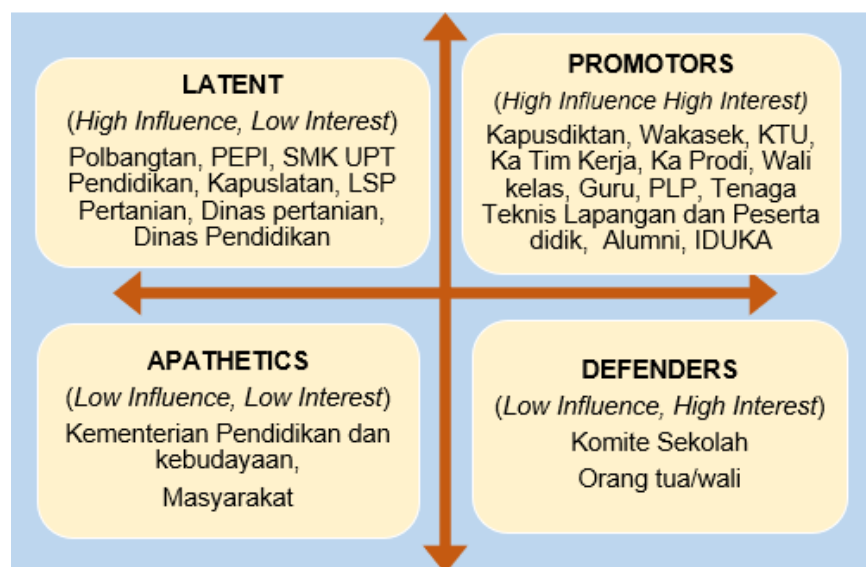 LATENT
(High Influence, Low Interest)
Polbangtan, PEPI, SMK UPT
Pendidikan, Kapuslatan, LSP
Pertanian, Dinas pertanian,
Dinas Pendidikan
PROMOTORS
(High Influence High Interest)
Kapusdiktan, Wakasek, KTU,
Ka Tim Kerja, Ka Prodi, Wali
kelas, Guru, PLP, Tenaga
Teknis Lapangan dan Peserta
didik, Alumni, IDUKA
APATHETICS
(Low Influence, Low Interest)
Kementerian Pendidikan dan
kebudayaan,
Masyarakat
DEFENDERS
(Low Influence, High Interest)
Komite Sekolah
Orang tua/wali